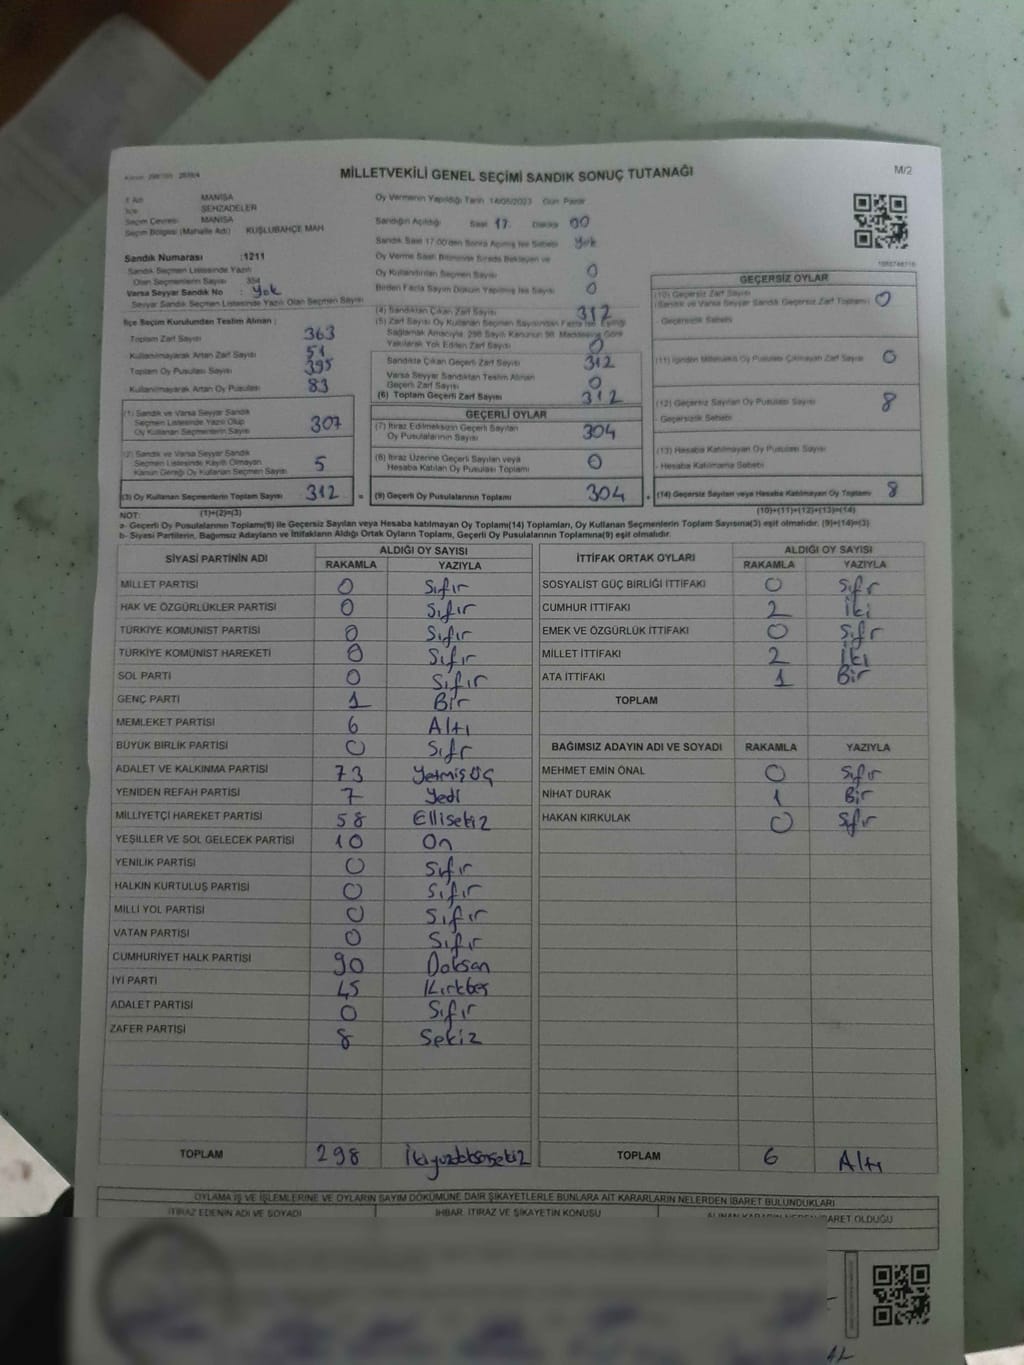 MİLLETVEKİLİ GENEL SEÇİMİ SANDIK SONUÇ TUTANAĞI
M/2
İl Adı MANİSA
İlçe ŞEHZADELER
Seçim Çevresi MANİSA
Seçim Bölgesi (Mahalle Adı) KUŞLUBAHÇE MAH
Sandık Numarası :1211
Sandık Seçmen Listesinde Yazılı
Olan Seçmenlerin Sayısı
Varsa Seyyar Sandık No : Yok
Seyyar Sandık Seçmen Listesinde Yazılı Olan Seçmen Sayısı
Oy Vermenin Yapıldığı Tarih 14/05/2023 Gün Pazar
Sandığın Açıldığı Saat 17. Dakika 00
Sandık Saat 17.00'den Sonra Açılmış İse Sebebi Yok
Oy Verme Saati Bitiminde Sırada Bekleyen ve
Oy Kullandırılan Seçmen Sayısı 0
Birden Fazla Sayım Döküm Yapılmış İse Sayısı 0
İlçe Seçim Kurulundan Teslim Alınan :
Toplam Zarf Sayısı 363
Kullanılmayarak Artan Zarf Sayısı 51
Toplam Oy Pusulası Sayısı 395
Kullanılmayarak Artan Oy Pusulası 83
(1) Sandık ve Varsa Seyyar Sandık
Seçmen Listesinde Yazılı Olup
Oy Kullanan Seçmenlerin Sayısı 307
(2) Sandık ve Varsa Seyyar Sandık
Seçmen Listesinde Kayıtlı Olmayan
Kanun Gereği Oy Kullanan Seçmen Sayısı 5
(3) Oy Kullanan Seçmenlerin Toplam Sayısı 312 =
(1)+(2)=(3)
(4) Sandıktan Çıkan Zarf Sayısı 312
(5) Zarf Sayısı Oy Kullanan Seçmen Sayısından Fazla İse, Eşitliği
Sağlamak Amacıyla 298 Sayılı Kanunun 98. Maddesine Göre
Yakılarak Yok Edilen Zarf Sayısı 0
Sandıkta Çıkan Geçerli Zarf Sayısı 312
Varsa Seyyar Sandıktan Teslim Alınan
Geçerli Zarf Sayısı 0
(6) Toplam Geçerli Zarf Sayısı 312
GEÇERLİ OYLAR
(7) İtiraz Edilmeksizin Geçerli Sayılan
Oy Pusulalarının Sayısı 304
(8) İtiraz Üzerine Geçerli Sayılan veya
Hesaba Katılan Oy Pusulası Toplamı 0
(9) Geçerli Oy Pusulalarının Toplamı 304 +
GEÇERSİZ OYLAR
(10) Geçersiz Zarf Sayısı
(Sandık ve Varsa Seyyar Sandık Geçersiz Zarf Toplamı) 0
Geçersizlik Sebebi
(11) İçinden Milletvekili Oy Pusulası Çıkmayan Zarf Sayısı 0
(12) Geçersiz Sayılan Oy Pusulası Sayısı 8
Geçersizlik Sebebi
(13) Hesaba Katılmayan Oy Pusulası Sayısı
Hesaba Katılmama Sebebi
(14) Geçersiz Sayılan veya Hesaba Katılmayan Oy Toplamı 8
(10)+(11)+(12)+(13)=(14)
NOT:
a- Geçerli Oy Pusulalarının Toplamı(9) ile Geçersiz Sayılan veya Hesaba katılmayan Oy Toplamı(14) Toplamları, Oy Kullanan Seçmenlerin Toplam Sayısına(3) eşit olmalıdır. (9)+(14)=(3)
b- Siyasi Partilerin, Bağımsız Adayların ve İttifakların Aldığı Ortak Oyların Toplamı, Geçerli Oy Pusulalarının Toplamına(9) eşit olmalıdır.
SİYASİ PARTİNİN ADI ALDIĞI OY SAYISI
RAKAMLA YAZIYLA
MİLLET PARTİSİ 0 Sıfır
HAK VE ÖZGÜRLÜKLER PARTİSİ 0 Sıfır
TÜRKİYE KOMÜNİST PARTİSİ 0 Sıfır
TÜRKİYE KOMÜNİST HAREKETİ 0 Sıfır
SOL PARTİ 0 Sıfır
GENÇ PARTİ 1 Bir
MEMLEKET PARTİSİ 6 Altı
BÜYÜK BİRLİK PARTİSİ 0 Sıfr
ADALET VE KALKINMA PARTİSİ 73 Yetmişüç
YENİDEN REFAH PARTİSİ 7 Yedi
MİLLİYETÇİ HAREKET PARTİSİ 58 Ellisekiz
YEŞİLLER VE SOL GELECEK PARTİSİ 10 On
YENİLİK PARTİSİ 0 Sıfır
HALKIN KURTULUŞ PARTİSİ 0 Sıfır
MİLLİ YOL PARTİSİ 0 Sıfır
VATAN PARTİSİ 0 Sıfır
CUMHURİYET HALK PARTİSİ 90 Doksan
İYİ PARTİ 45 Kırkbeş
ADALET PARTİSİ 0 Sıfır
ZAFER PARTİSİ 8 Sekiz
TOPLAM 298 İkiyüzdoksansekiz
İTTİFAK ORTAK OYLARI ALDIĞI OY SAYISI
RAKAMLA YAZIYLA
SOSYALİST GÜÇ BİRLİĞİ İTTİFAKI 0 Sıfr
CUMHUR İTTİFAKI 2 İki
EMEK VE ÖZGÜRLÜK İTTİFAKI 0 Sıfr
MİLLET İTTİFAKI 2 İki
ATA İTTİFAKI 1 Bir
TOPLAM
BAĞIMSIZ ADAYIN ADI VE SOYADI RAKAMLA YAZIYLA
MEHMET EMİN ÖNAL 0 Sıfır
NİHAT DURAK 1 Bir
HAKAN KIRKULAK 0 Sıfır
TOPLAM 6 Altı
OYLAMA İŞ VE İŞLEMLERİNE VE OYLARIN SAYIM DÖKÜMÜNE DAİR ŞİKAYETLERLE BUNLARA AİT KARARLARIN NELERDEN İBARET BULUNDUKLARI
İTİRAZ EDENİN ADI VE SOYADI İHBAR, İTİRAZ VE ŞİKAYETİN KONUSU ALINAN KARARIN NEDEN İBARET OLDUĞU